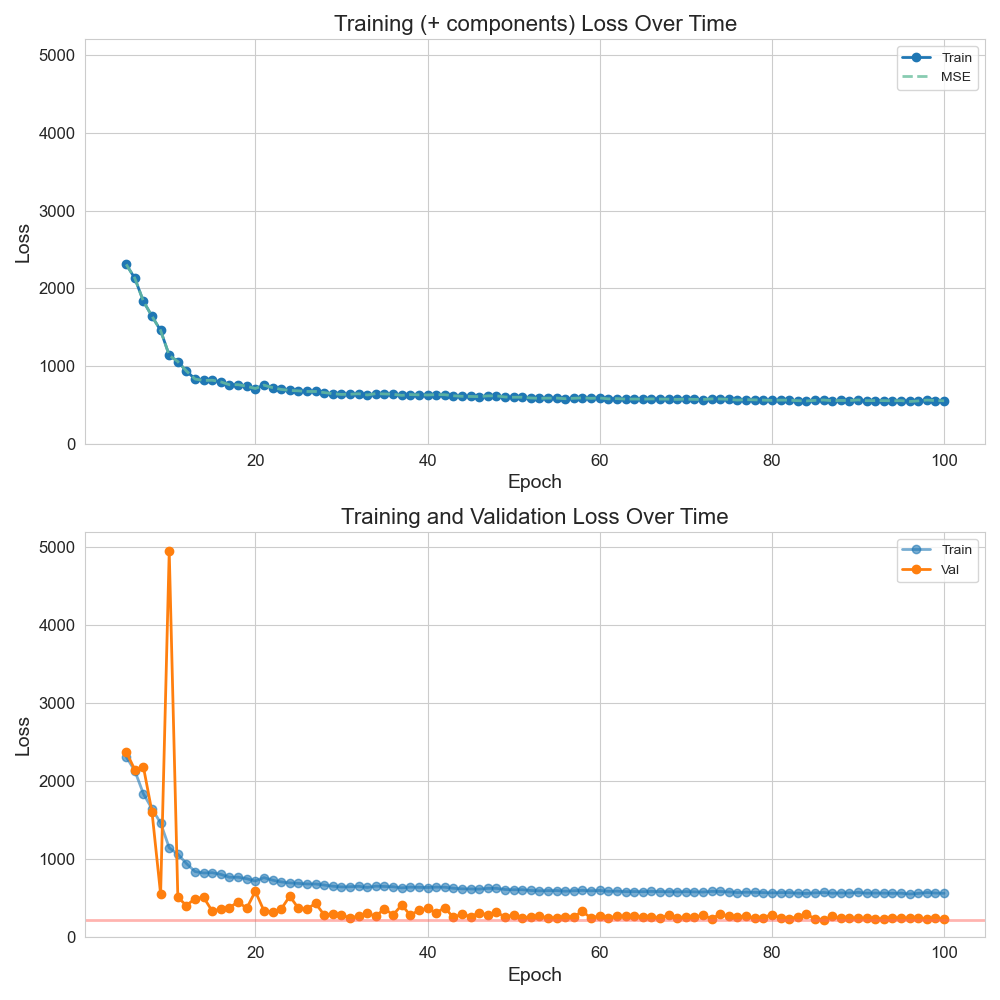 Training (+ components) Loss Over Time
Train
MSE
5000
4000
3000
2000
1000
0
Loss
20 40 60 80 100
Epoch
Training and Validation Loss Over Time
Train
Val
5000
4000
3000
2000
1000
0
Loss
20 40 60 80 100
Epoch